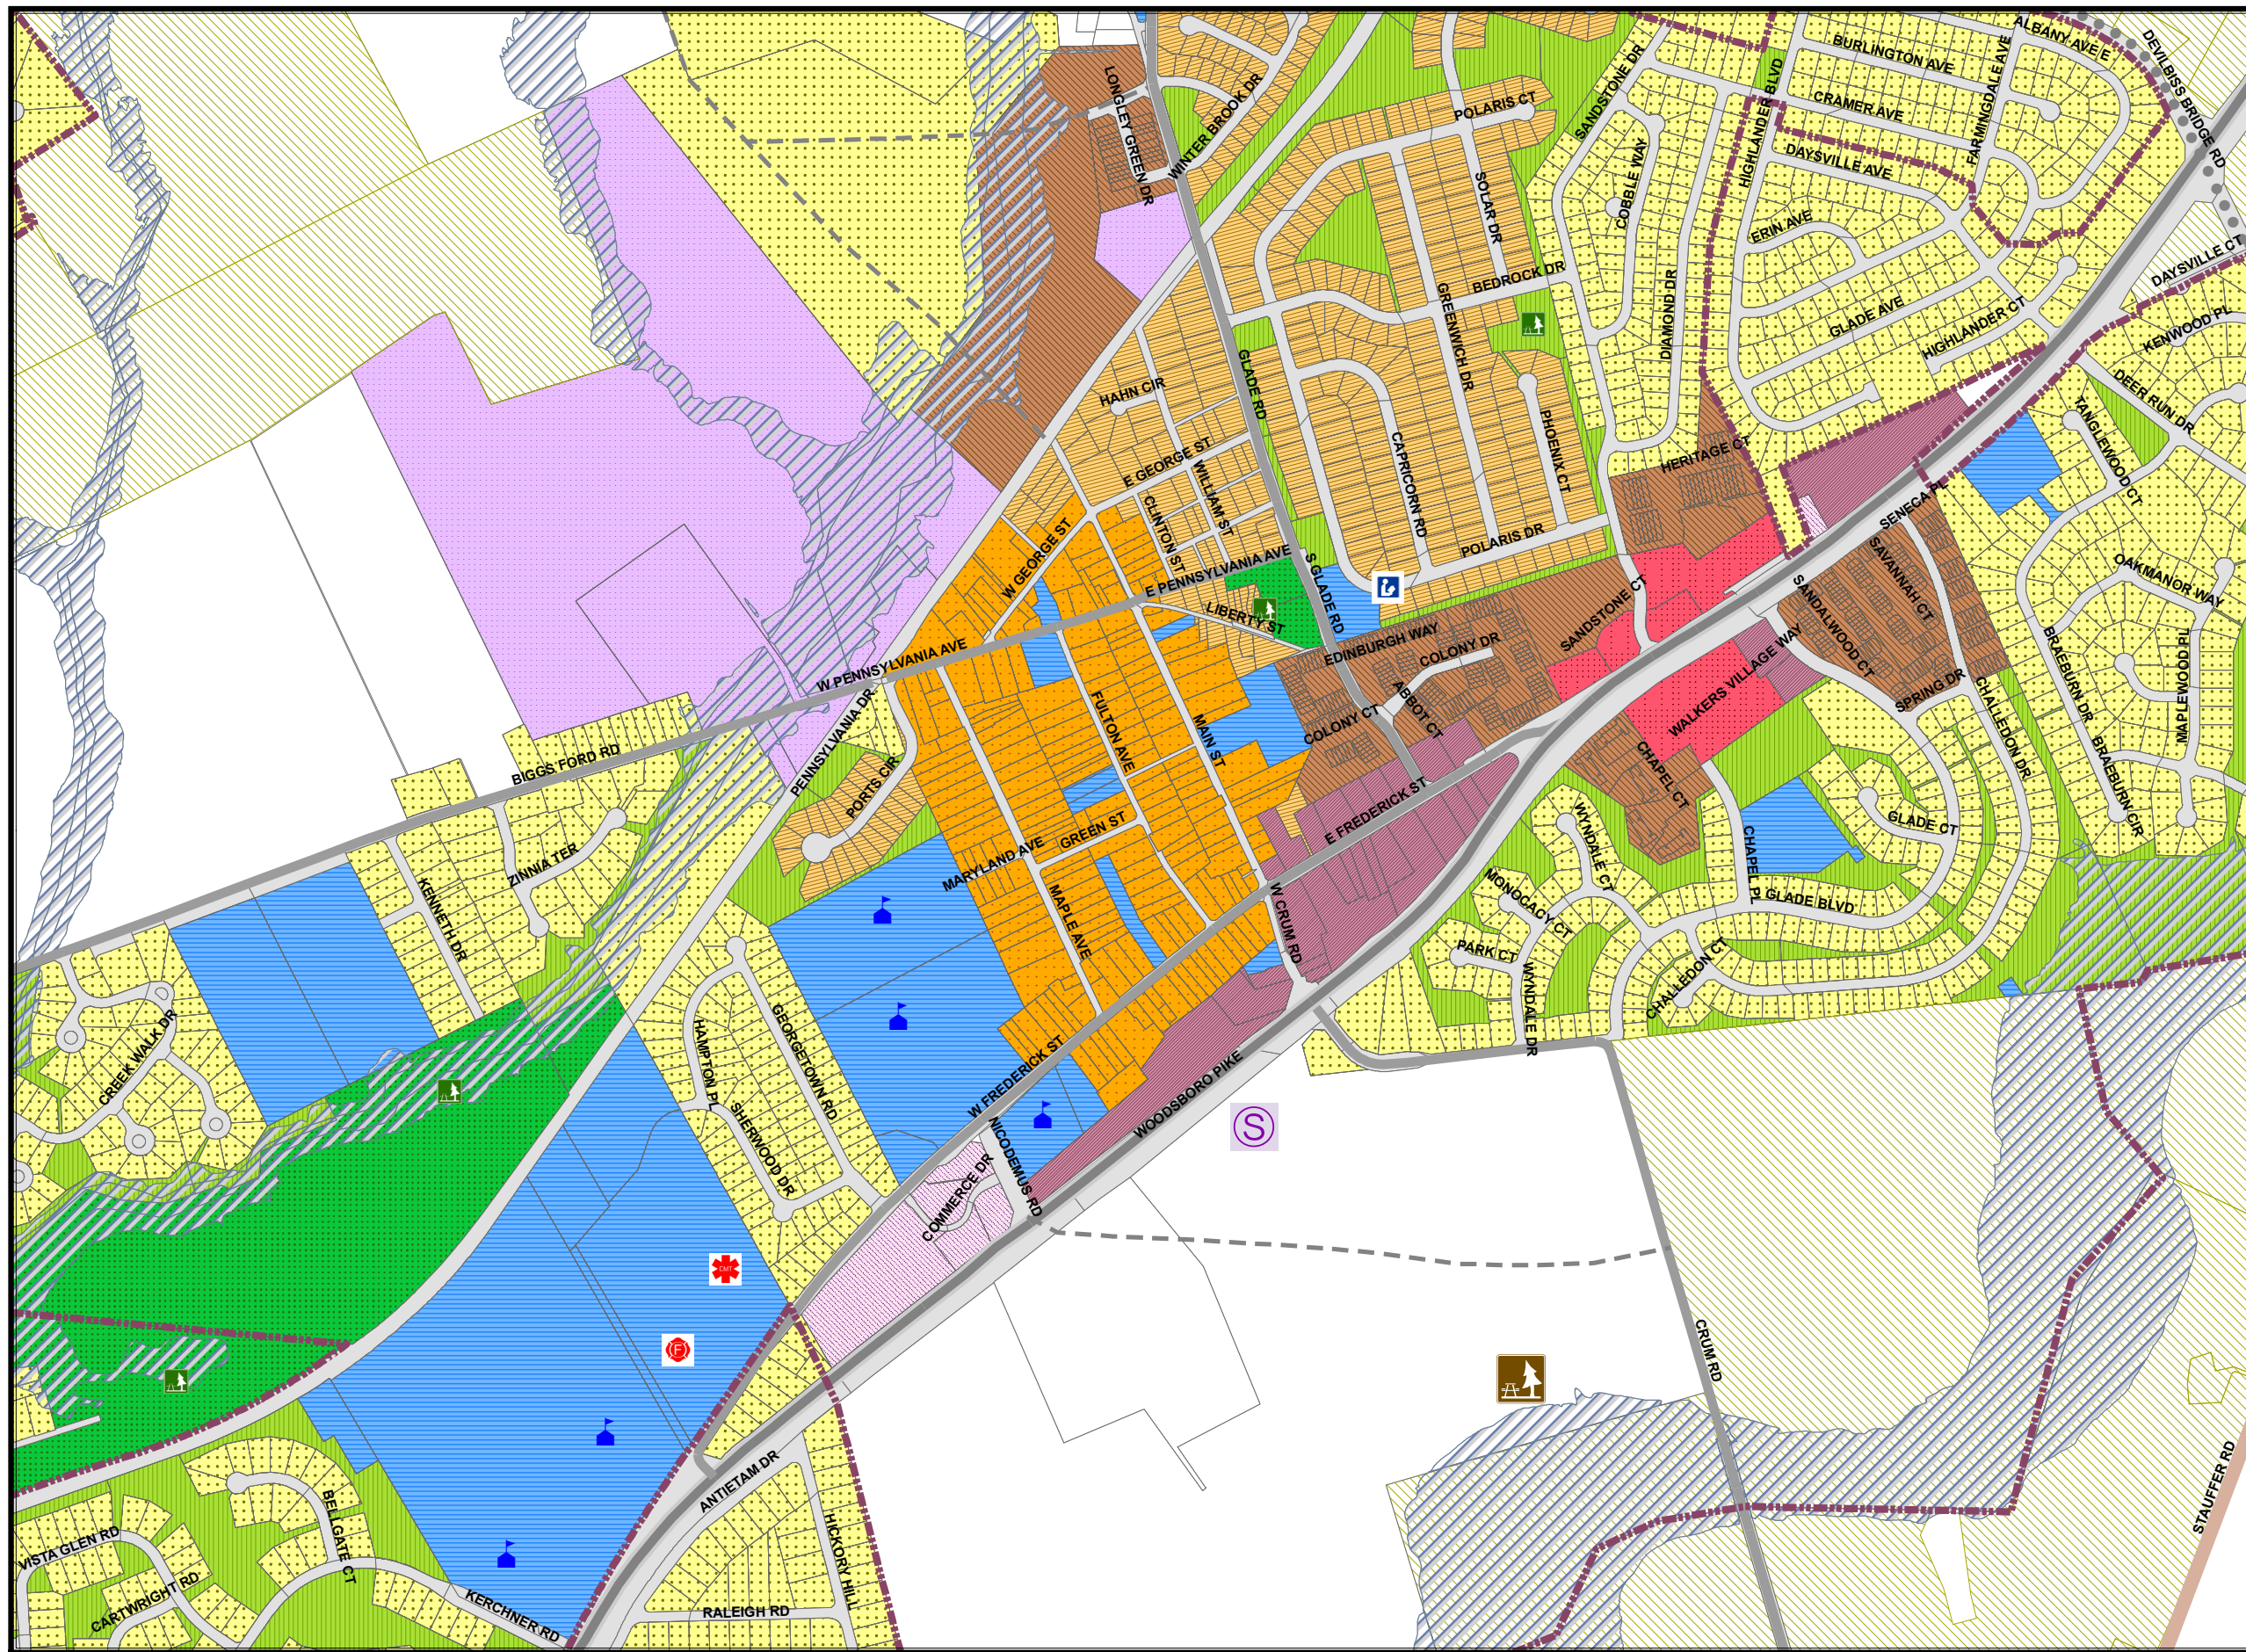 ALBANY AVE E
BURLINGTON AVE
DEVILBISS BRIDGE RD
CRAMER AVE
FARMINGDALE AVE
HIGHLANDER BLVD
SANDSTONE DR
DAYSVILLE AVE
LONGLEY GREEN DR
WINTER BROOK DR
POLARIS CT
COBBLE WAY
SOLAR DR
ERIN AVE
DAYSVILLE CT
BEDROCK DR
DIAMOND DR
GLADE AVE
HIGHLANDER CT
KENWOOD PL
GREENWICH DR
GLADE RD
HAHN CIR
DEER RUN DR
TANGLEWOOD CT
PHOENIX CT
CAPRICORN RD
HERITAGE CT
E GEORGE ST
WILLIAM ST
CLINTON ST
W GEORGE ST
POLARIS DR
SENECA PL
SAVANNAH CT
OAKMANOR WAY
E PENNSYLVANIA AVE
S GLADE RD
LIBERTY ST
EDINBURGH WAY
COLONY DR
SANDSTONE CT
SANDALWOOD CT
WALKERS VILLAGE WAY
BRAEBURN DR
MAPLEWOOD PL
W PENNSYLVANIA AVE
PENNSYLVANIA DR
BIGGS FORD RD
PORTS CIR
FULTON AVE
MAIN ST
ABBOT CT
COLONY CT
SPRING DR
CHALLEDON DR
CHAPEL CT
BRAEBURN CIR
E FREDERICK ST
GREEN ST
MARYLAND AVE
ZINNIA TER
KENNETH DR
WYNDALE CT
GLADE CT
CHAPEL PL
GLADE BLVD
MONOCACY CT
PARK CT
W CRUM RD
MAPLE AVE
WYNDALE DR
CHALLEDON CT
CREEK WALK DR
HAMPTON PL
GEORGETOWN RD
SHERWOOD DR
W FREDERICK ST
WOODSBORO PIKE
S
NICODEMUS RD
COMMERCE DR
CMT
F
CRUM RD
STAUFFER RD
ANTIETAM DR
HICKORY HILL
BELLGATE CT
VISTA GLEN RD
CARTWRIGHT RD
KERCHNER RD
RALEIGH RD